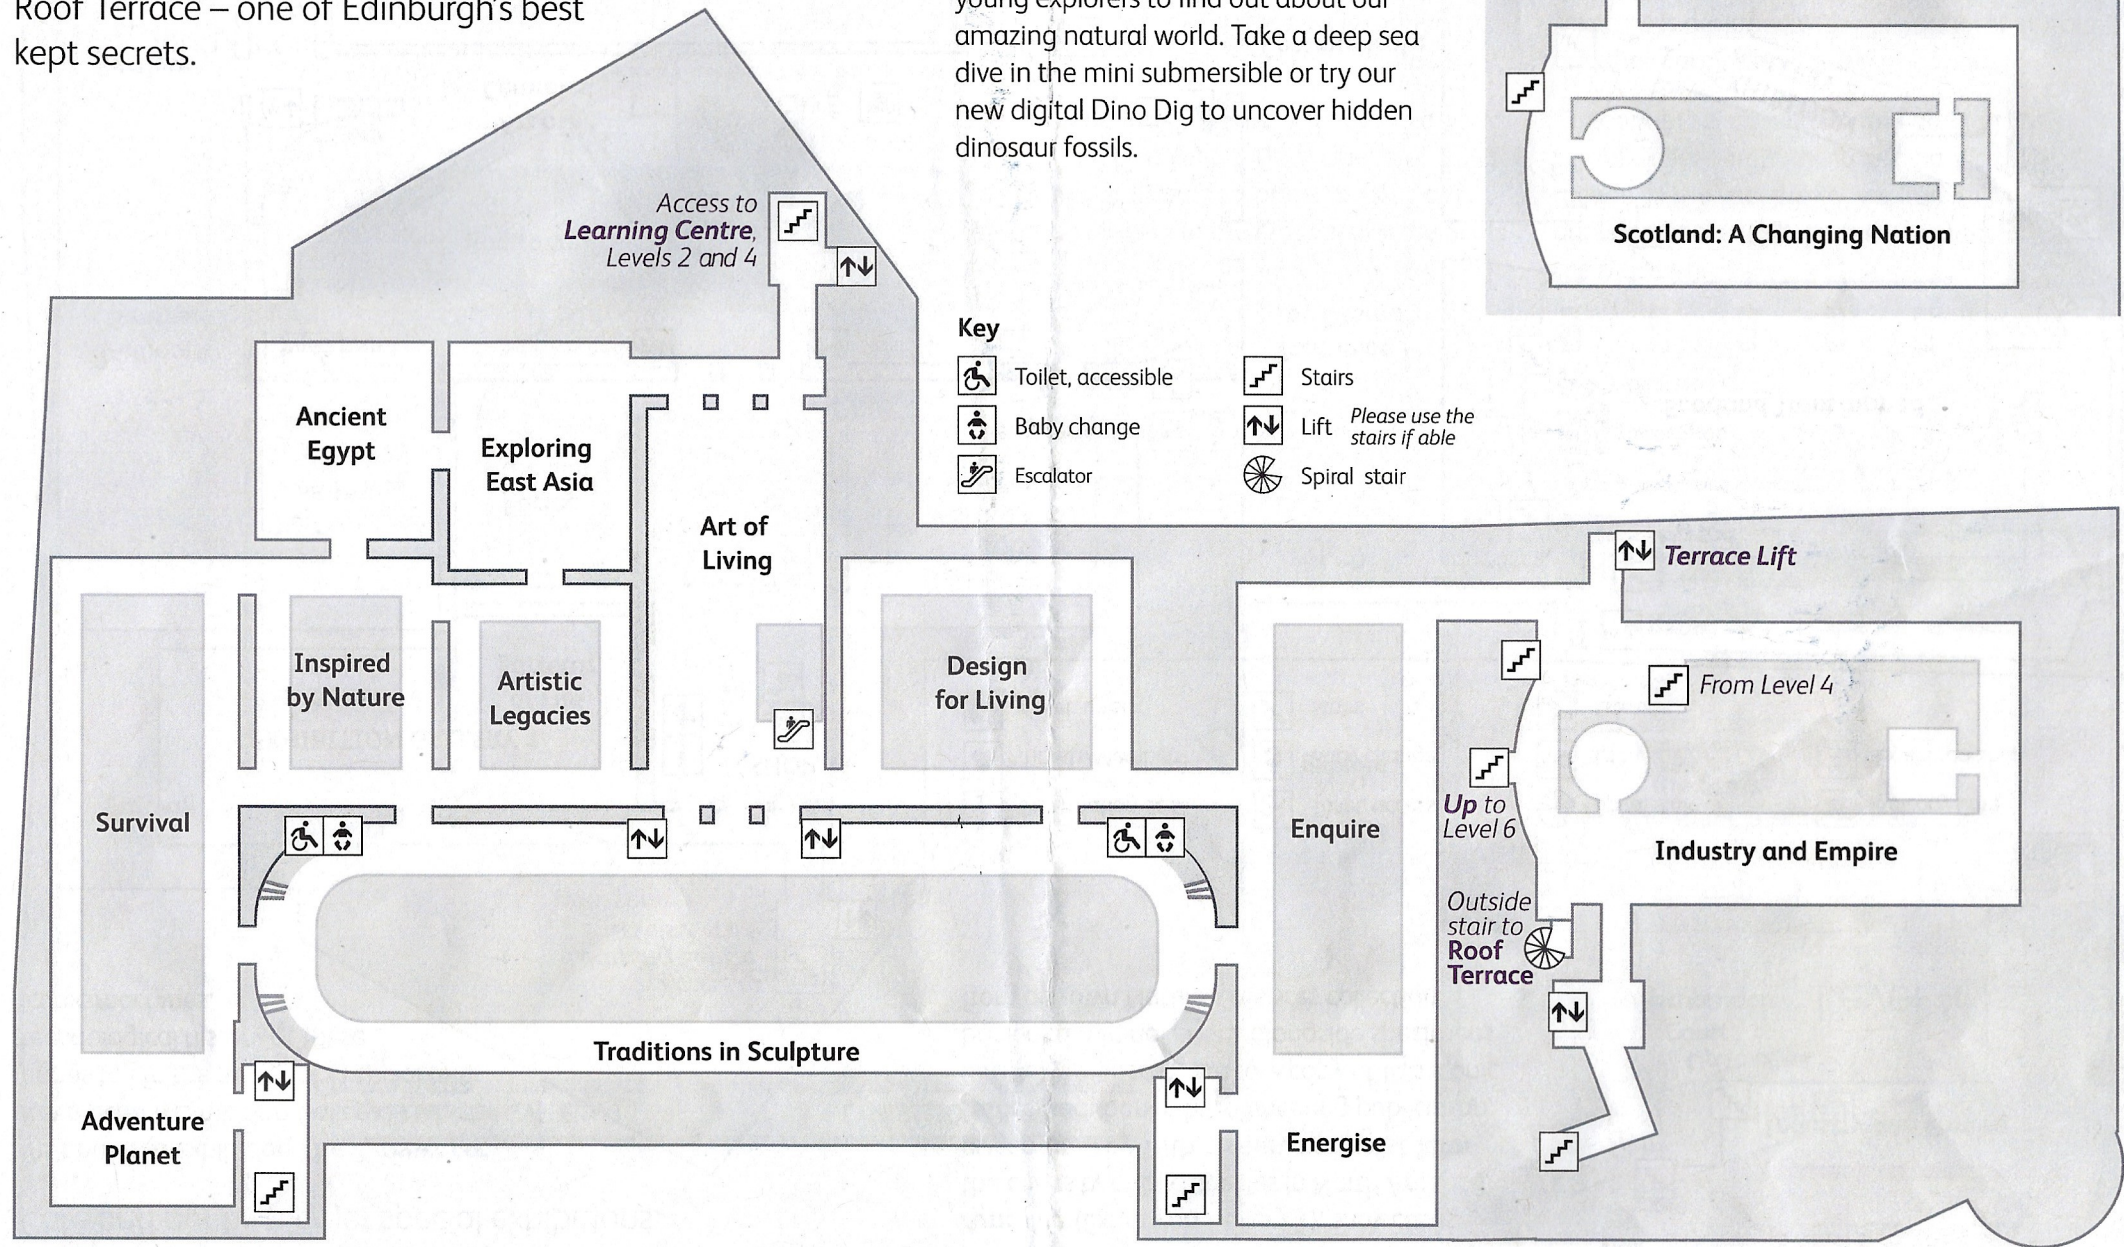 Roof Terrace – one of Edinburgh's best
kept secrets.
young explorers to find out about our
amazing natural world. Take a deep sea
dive in the mini submersible or try our
new digital Dino Dig to uncover hidden
dinosaur fossils.
Scotland: A Changing Nation
Access to
Learning Centre,
Levels 2 and 4
Key
Toilet, accessible
Baby change
Escalator
Stairs
Lift Please use the
stairs if able
Spiral stair
Ancient
Egypt
Exploring
East Asia
Art of
Living
Terrace Lift
Inspired
by Nature
Artistic
Legacies
Design
for Living
From Level 4
Survival
Enquire
Up to
Level 6
Industry and Empire
Outside
stair to
Roof
Terrace
Traditions in Sculpture
Adventure
Planet
Energise